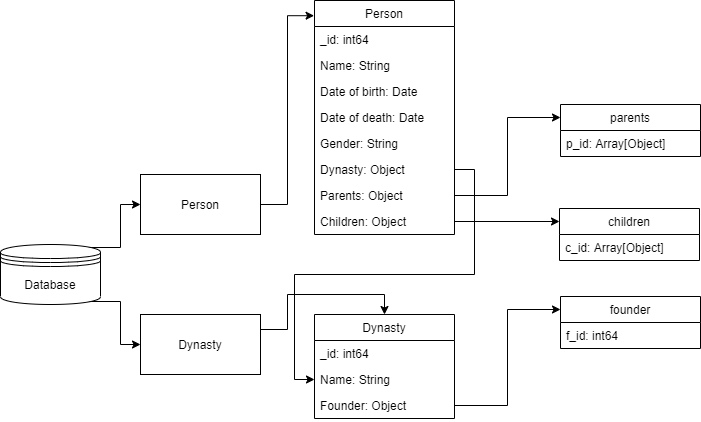 Person
_id: int64
Name: String
Date of birth: Date
Date of death: Date
Gender: String
Dynasty: Object
Parents: Object
Children: Object
parents
p_id: Array[Object]
Person
children
c_id: Array[Object]
Database
Dynasty
Dynasty
_id: int64
Name: String
Founder: Object
founder
f_id: int64